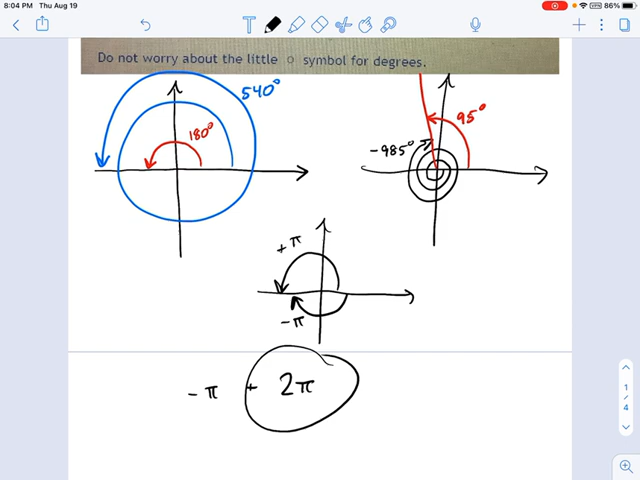 8:04 PM Thu Aug 19
86%
T
Do not worry about the little ○ symbol for degrees.
540°
180°
95°
-985°
+π
-π
-π + 2π
1
/
4